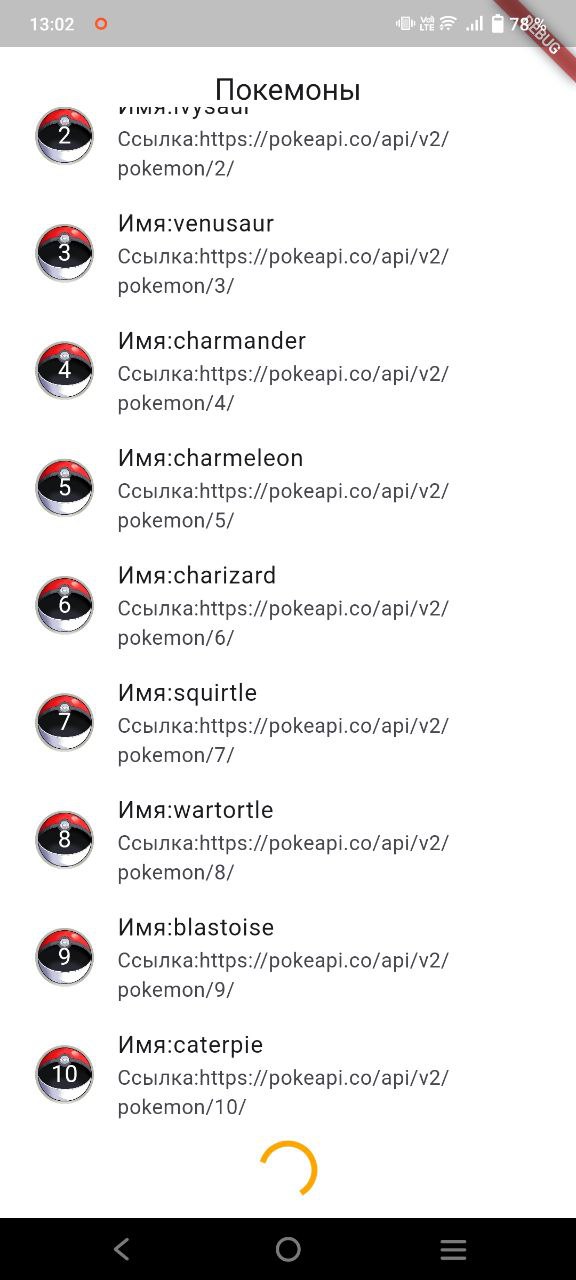 13:02
Vo)) LTE
78%
DEBUG
Покемоны
Имя:ivysaur
2
Ссылка:https://pokeapi.co/api/v2/
pokemon/2/
Имя:venusaur
3
Ссылка:https://pokeapi.co/api/v2/
pokemon/3/
Имя:charmander
4
Ссылка:https://pokeapi.co/api/v2/
pokemon/4/
Имя:charmeleon
5
Ссылка:https://pokeapi.co/api/v2/
pokemon/5/
Имя:charizard
6
Ссылка:https://pokeapi.co/api/v2/
pokemon/6/
Имя:squirtle
7
Ссылка:https://pokeapi.co/api/v2/
pokemon/7/
Имя:wartortle
8
Ссылка:https://pokeapi.co/api/v2/
pokemon/8/
Имя:blastoise
9
Ссылка:https://pokeapi.co/api/v2/
pokemon/9/
Имя:caterpie
10
Ссылка:https://pokeapi.co/api/v2/
pokemon/10/